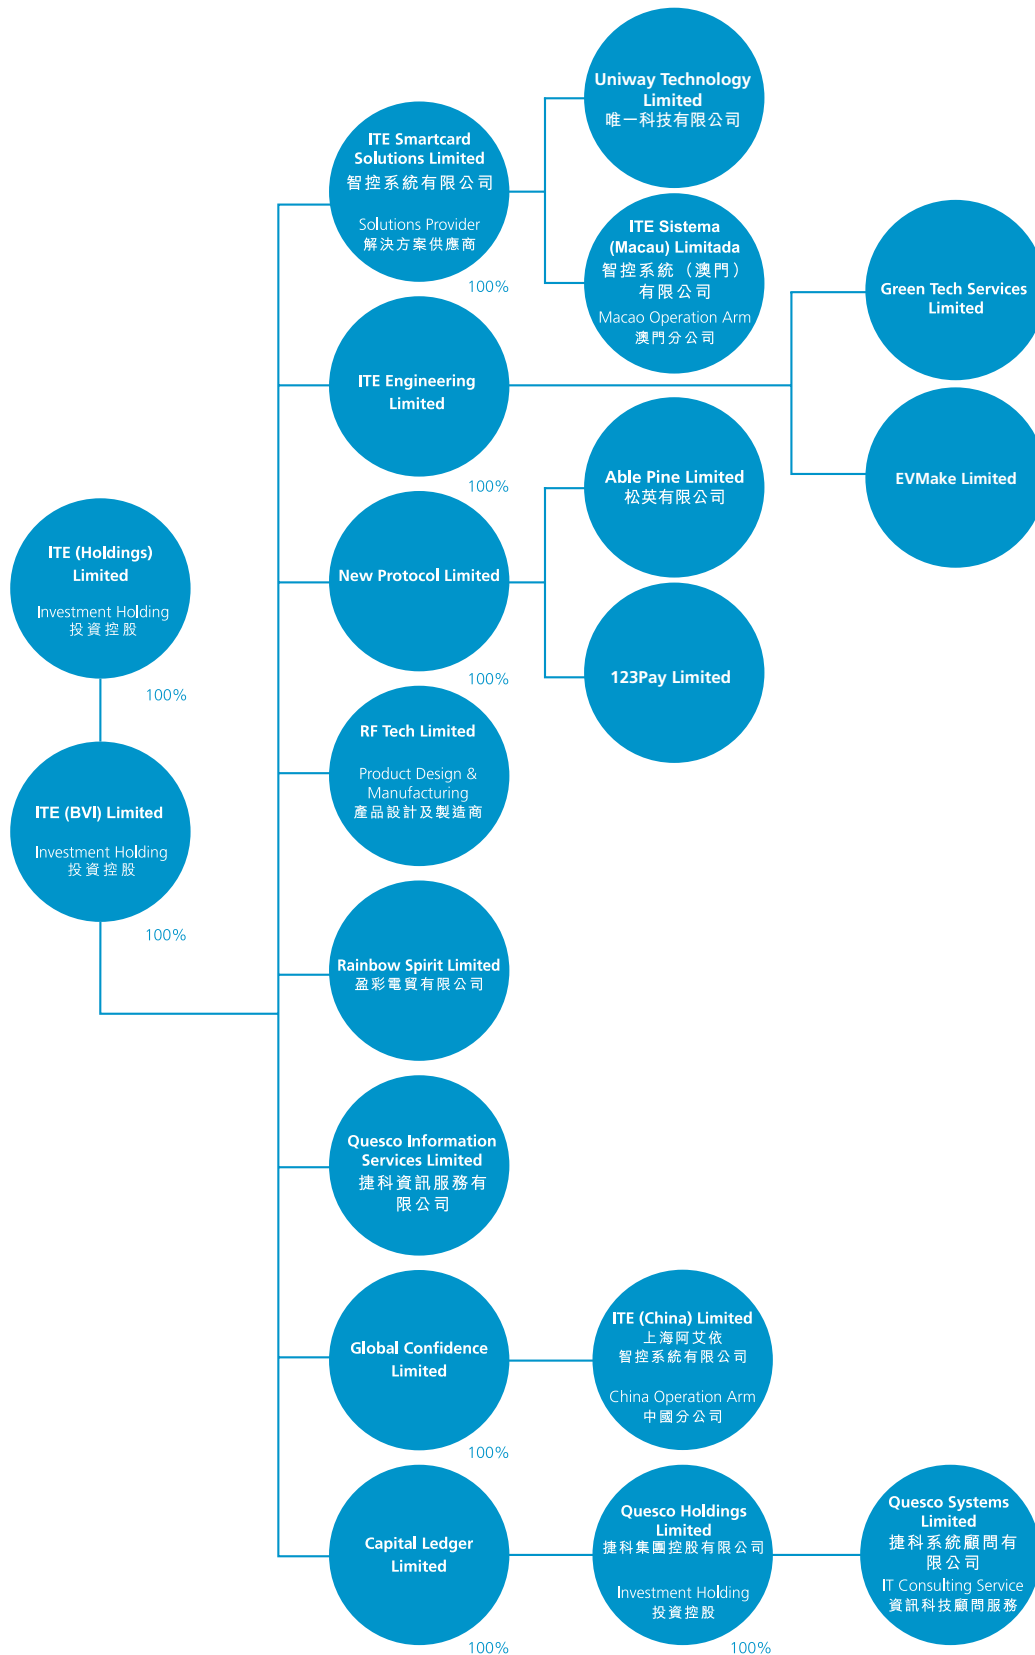 ITE (Holdings)
Limited
Investment Holding
投資控股
100%
ITE (BVI) Limited
Investment Holding
投資控股
100%
ITE Smartcard
Solutions Limited
智控系統有限公司
Solutions Provider
解決方案供應商
100%
Uniway Technology
Limited
唯一科技有限公司
ITE Sistema
(Macau) Limitada
智控系統（澳門）
有限公司
Macao Operation Arm
澳門分公司
ITE Engineering
Limited
100%
Green Tech Services
Limited
EVMake Limited
New Protocol Limited
100%
Able Pine Limited
松英有限公司
123Pay Limited
RF Tech Limited
Product Design &
Manufacturing
產品設計及製造商
Rainbow Spirit Limited
盈彩電貿有限公司
Quesco Information
Services Limited
捷科資訊服務有
限公司
Global Confidence
Limited
100%
ITE (China) Limited
上海阿艾依
智控系統有限公司
China Operation Arm
中國分公司
Capital Ledger
Limited
100%
Quesco Holdings
Limited
捷科集團控股有限公司
Investment Holding
投資控股
100%
Quesco Systems
Limited
捷科系統顧問有
限公司
IT Consulting Service
資訊科技顧問服務